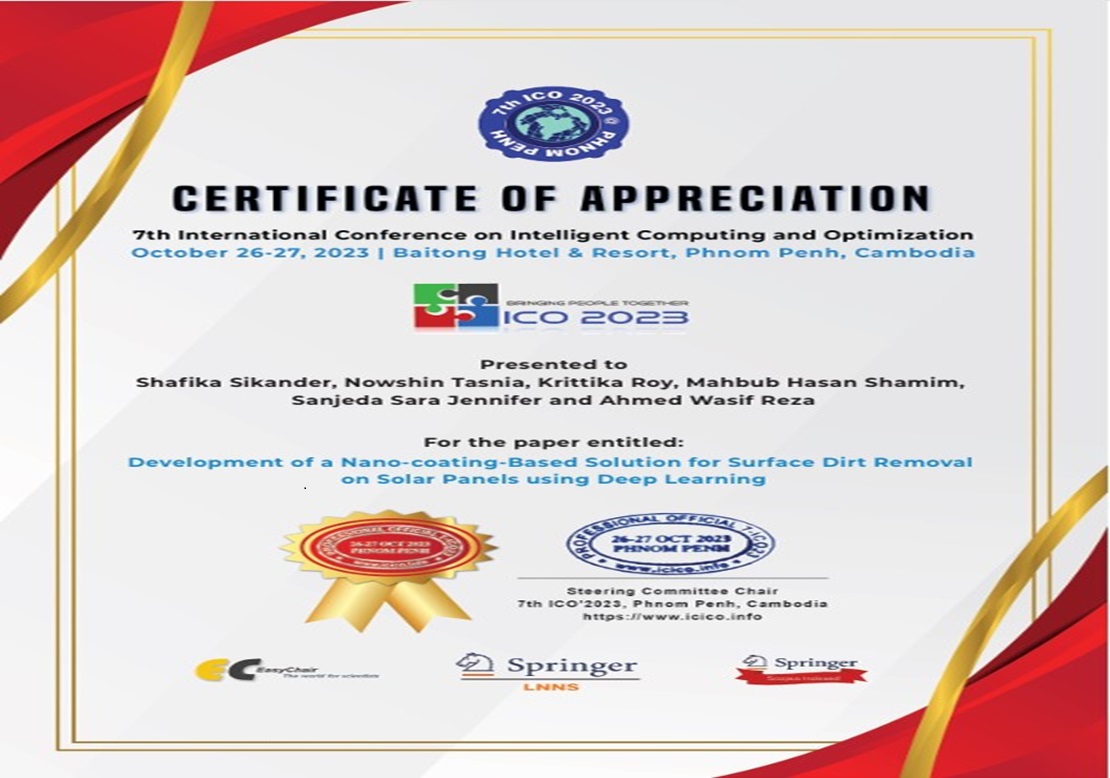 7th ICO 2023
PHNOM PENH
CERTIFICATE OF APPRECIATION
7th International Conference on Intelligent Computing and Optimization
October 26-27, 2023 | Baitong Hotel & Resort, Phnom Penh, Cambodia
BRINGING PEOPLE TOGETHER
ICO 2023
Presented to
Shafika Sikander, Nowshin Tasnia, Krittika Roy, Mahbub Hasan Shamim,
Sanjeda Sara Jennifer and Ahmed Wasif Reza
For the paper entitled:
Development of a Nano-coating-Based Solution for Surface Dirt Removal
on Solar Panels using Deep Learning
PROFESSIONAL OFFICIAL
26-27 OCT 2023
PHNOM PENH
www.icico.info
PROFESSIONAL OFFICIAL
26-27 OCT 2023
PHNOM PENH
www.icico.info
Steering Committee Chair
7th ICO'2023, Phnom Penh, Cambodia
https://www.icico.info
EasyChair
The world for scientists
Springer
LNNS
Springer
Scopus Indexed